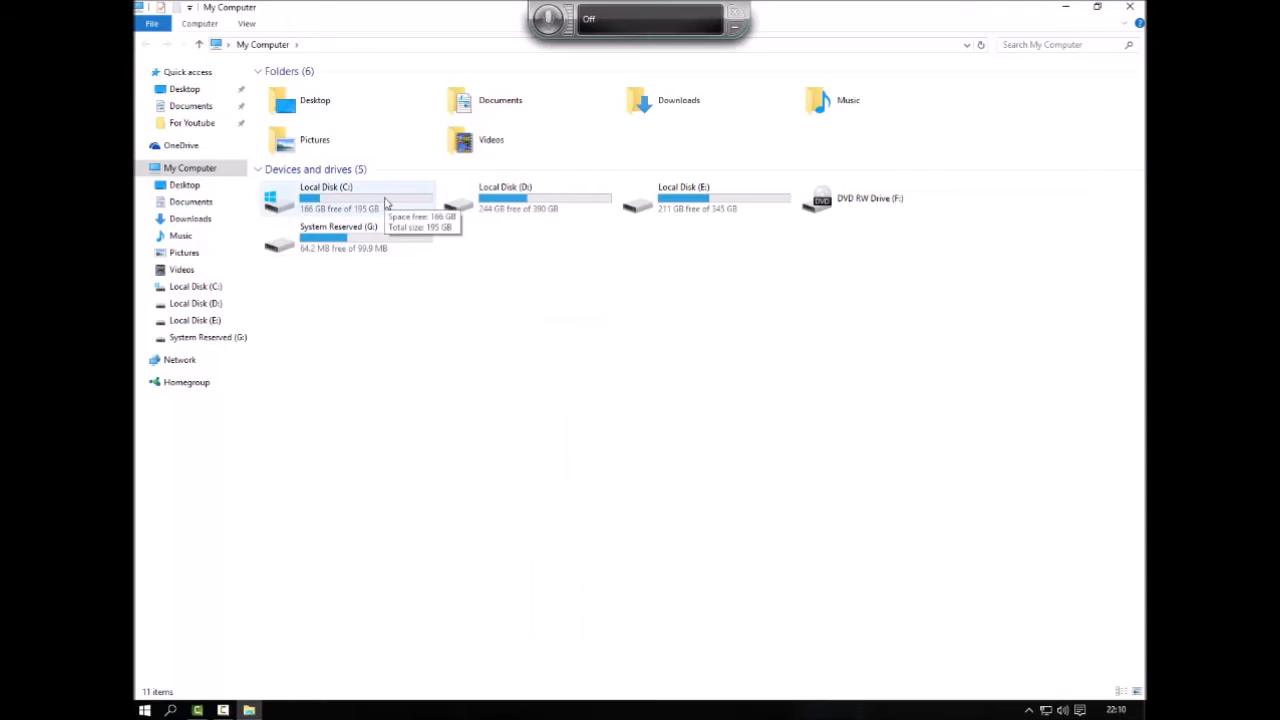 My Computer
Off
File Computer View
My Computer
Search My Computer
Quick access
Desktop
Documents
For Youtube
OneDrive
My Computer
Desktop
Documents
Downloads
Music
Pictures
Videos
Local Disk (C:)
Local Disk (D:)
Local Disk (E:)
System Reserved (G:)
Network
Homegroup
Folders (6)
Desktop
Documents
Downloads
Music
Pictures
Videos
Devices and drives (5)
Local Disk (C:)
166 GB free of 195 GB
Local Disk (D:)
244 GB free of 390 GB
Local Disk (E:)
211 GB free of 345 GB
DVD RW Drive (F:)
DVD
Space free: 166 GB
Total size: 195 GB
System Reserved (G:)
64.2 MB free of 99.9 MB
11 items
22:10